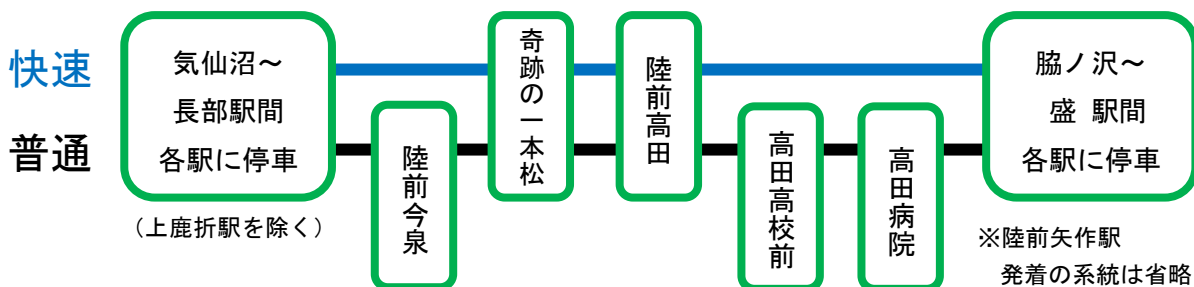 快速
普通
気仙沼～
長部駅間
各駅に停車
（上鹿折駅を除く）
陸前今泉
奇跡の一本松
陸前高田
高田高校前
高田病院
脇ノ沢～
盛 駅間
各駅に停車
※陸前矢作駅
発着の系統は省略